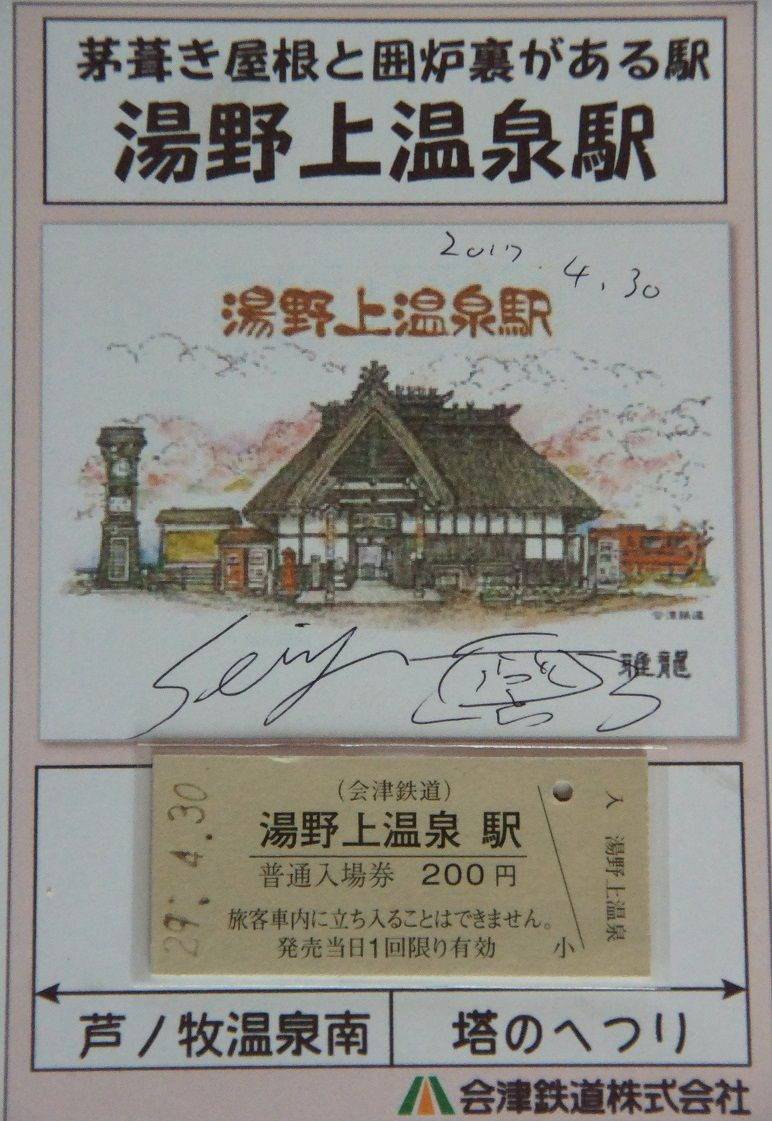 茅葺き屋根と囲炉裏がある駅
湯野上温泉駅
2017.4.30
湯野上温泉駅
会津鉄道
雅龍
29.4.30
(会津鉄道)
湯野上温泉 駅
普通入場券 200円
旅客車内に立ち入ることはできません。
発売当日1回限り有効
小
入 湯野上温泉
芦ノ牧温泉南
塔のへつり
会津鉄道株式会社